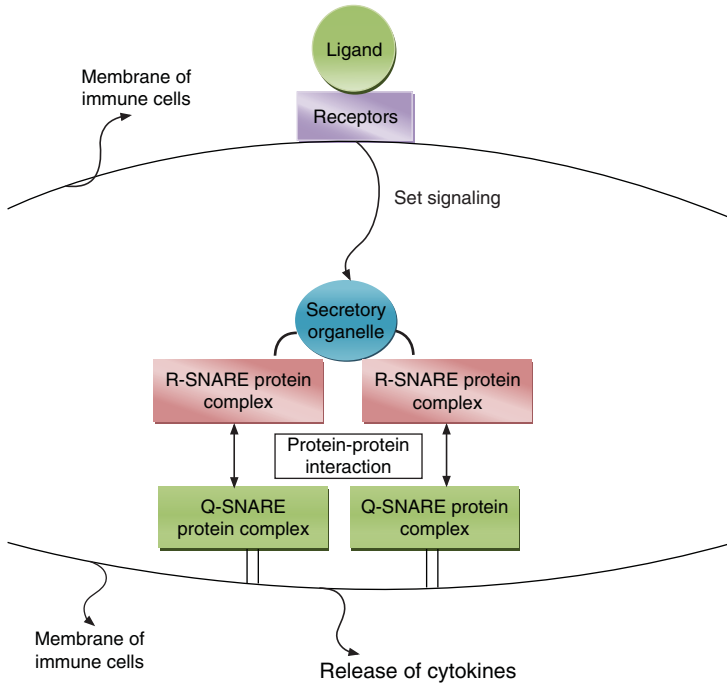 Ligand
Membrane of
immune cells
Receptors
Set signaling
Secretory
organelle
R-SNARE protein
complex
R-SNARE protein
complex
Protein-protein
interaction
Q-SNARE
protein complex
Q-SNARE protein
complex
Membrane of
immune cells
Release of cytokines